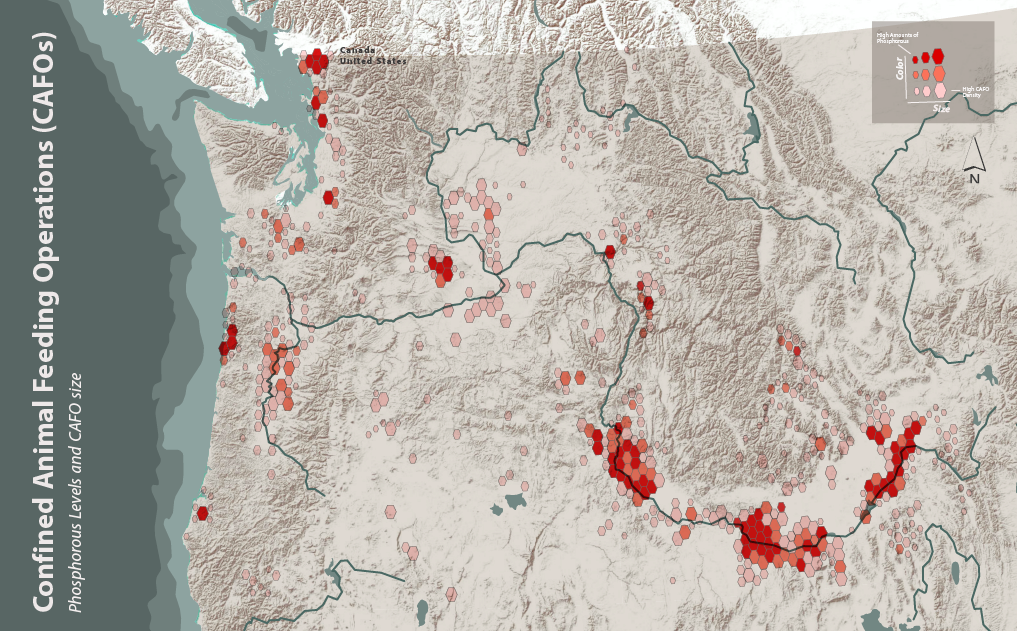 Confined Animal Feeding Operations (CAFOs)
Phosphorous Levels and CAFO size
Canada
United States
High Amounts of
Phosphorous
Color
High CAFO
Density
Size
N